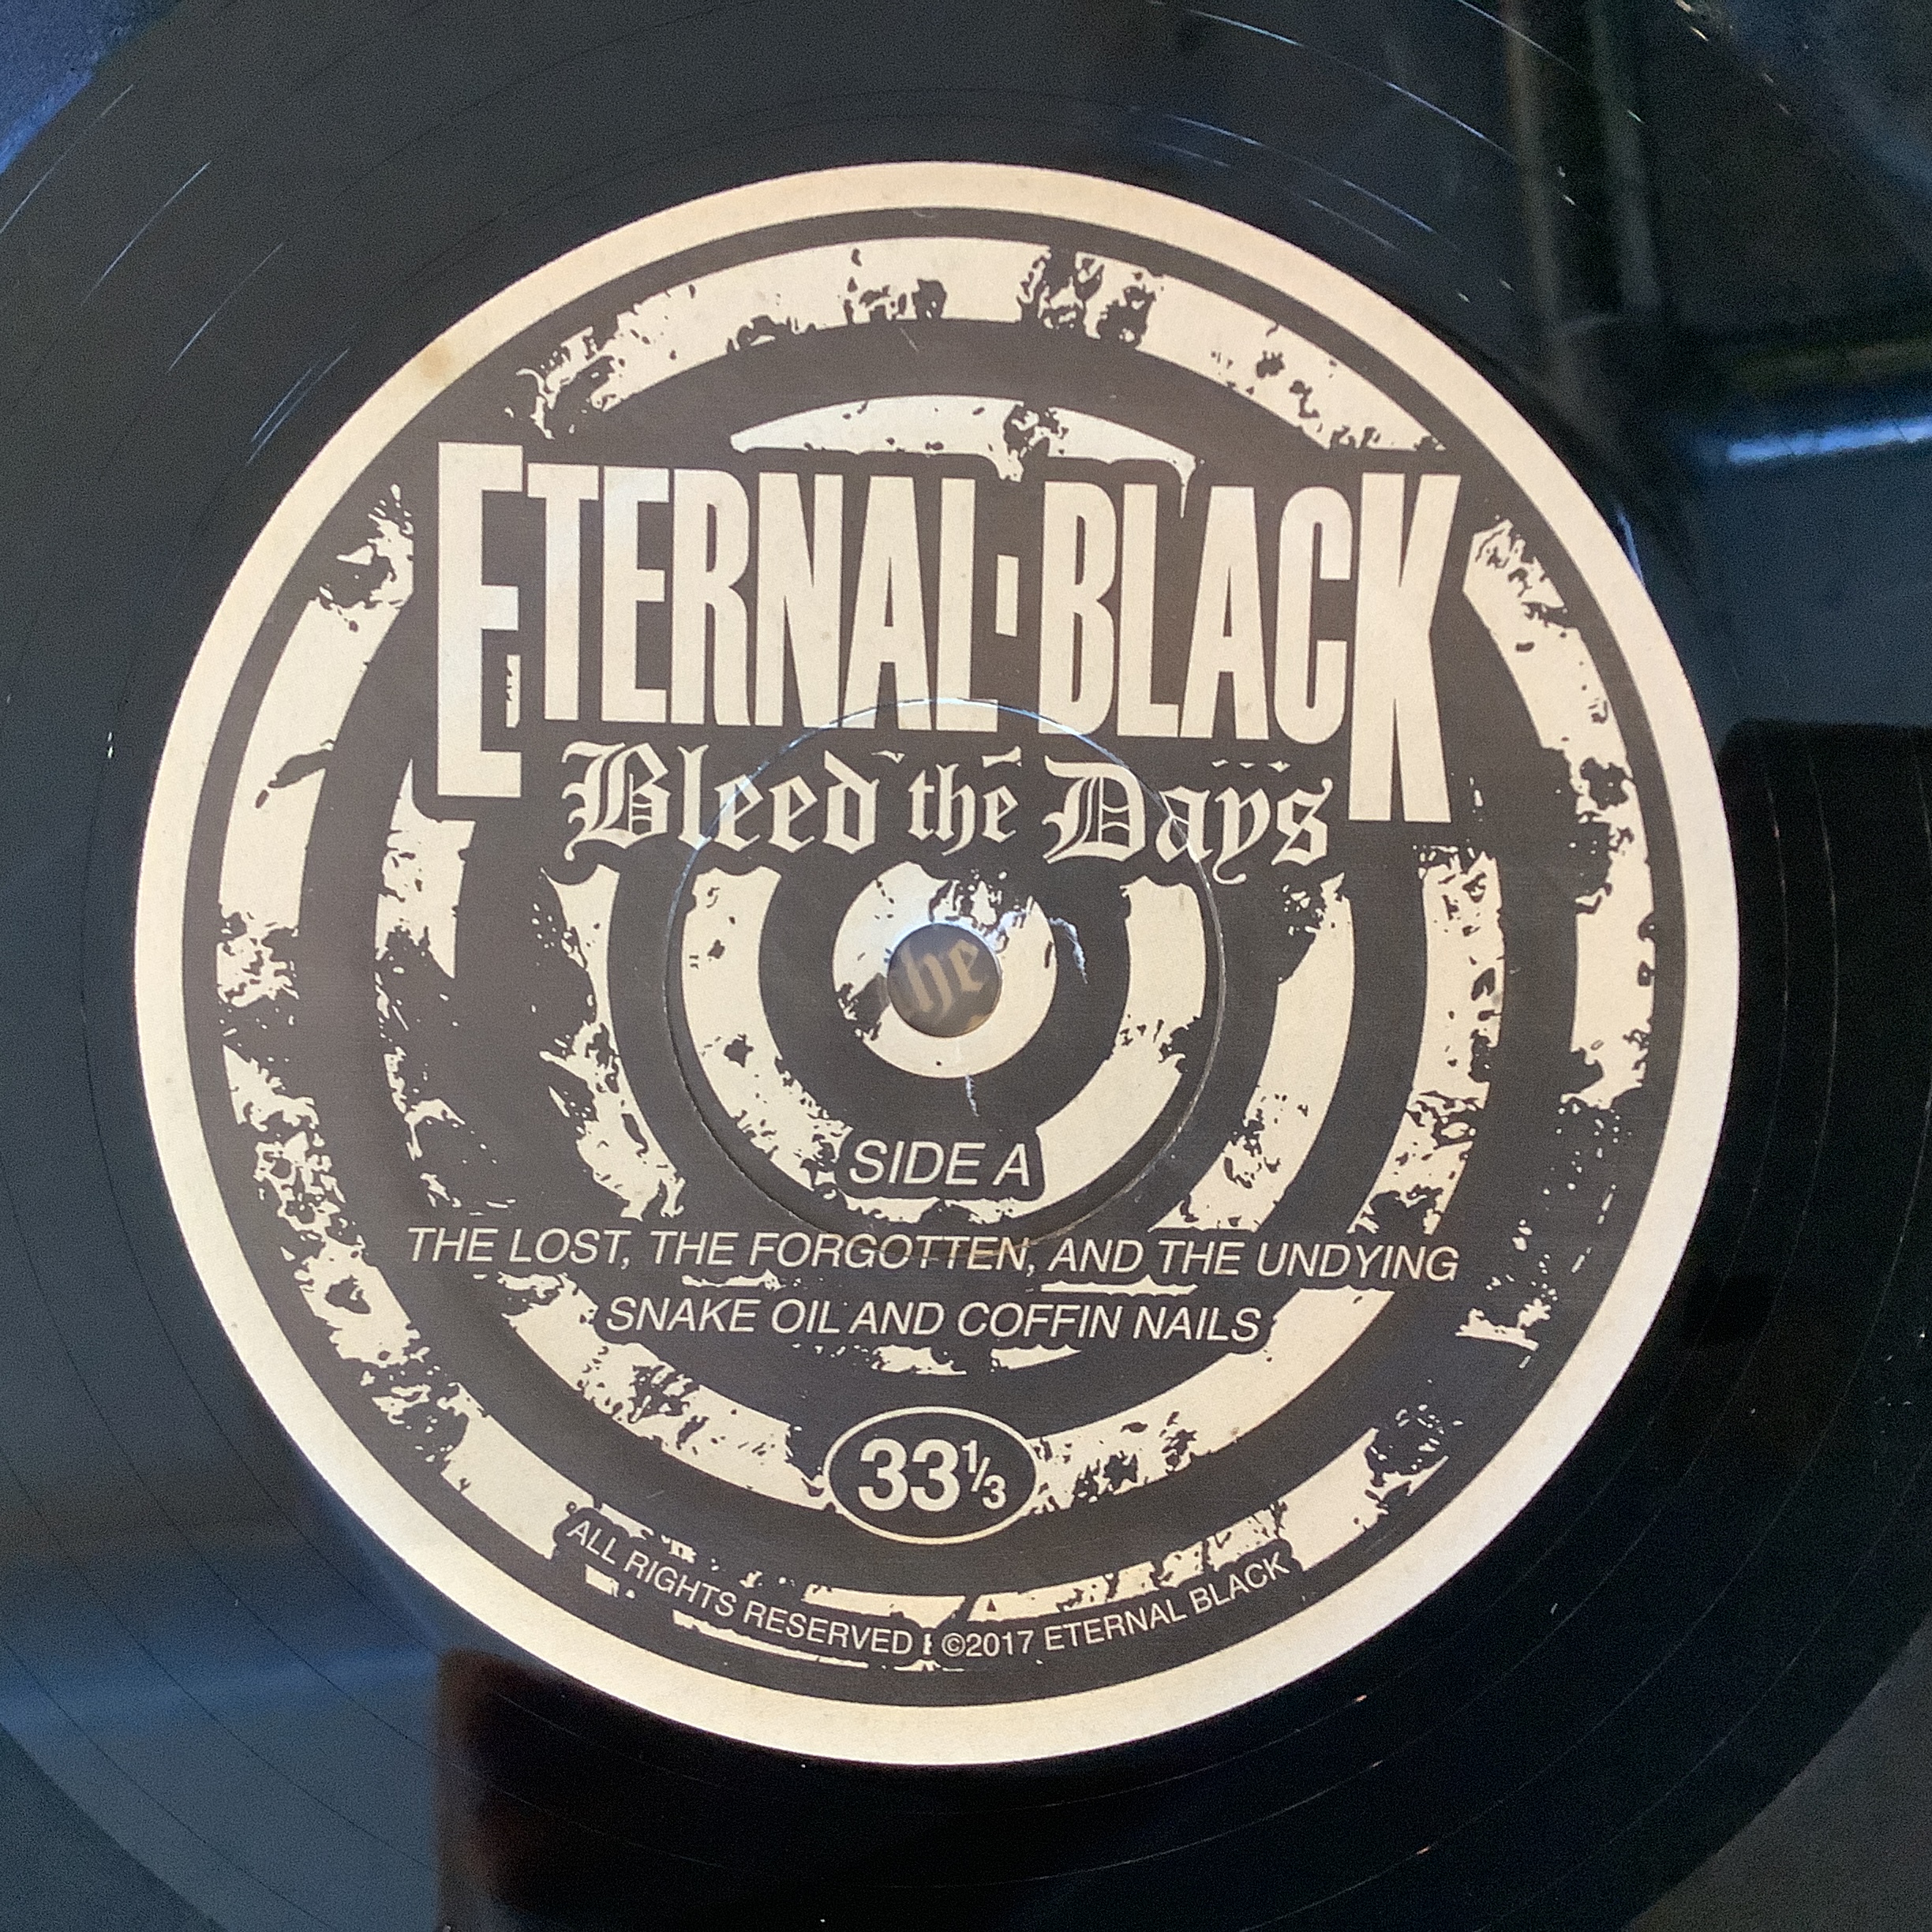 ETERNAL·BLACK
Bleed the Days
he
SIDE A
THE LOST, THE FORGOTTEN, AND THE UNDYING
SNAKE OIL AND COFFIN NAILS
33⅓
ALL RIGHTS RESERVED | ©2017 ETERNAL BLACK